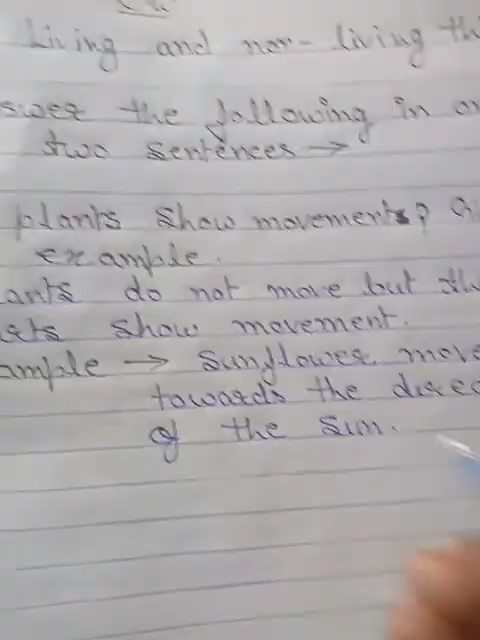 Living and non-living
the following in
two sentences →
plants show movements?
example.
do not move but
show movement.
→ Sunflower
towards the
of the Sun.